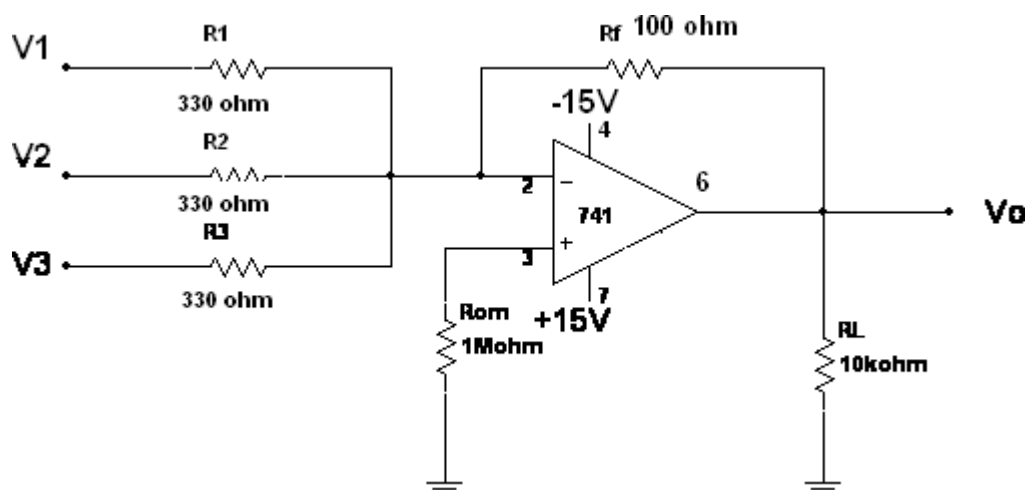 R1
Rf 100 ohm
V1
330 ohm
-15V
4
R2
V2
2
−
6
741
Vo
330 ohm
R3
V3
3
+
330 ohm
7
+15V
Rom
1Mohm
RL
10kohm